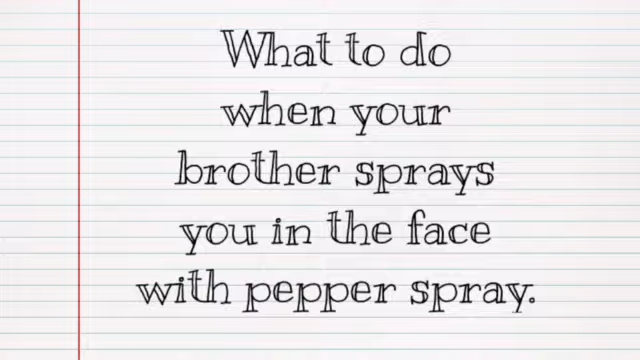 What to do
when your
brother sprays
you in the face
with pepper spray.